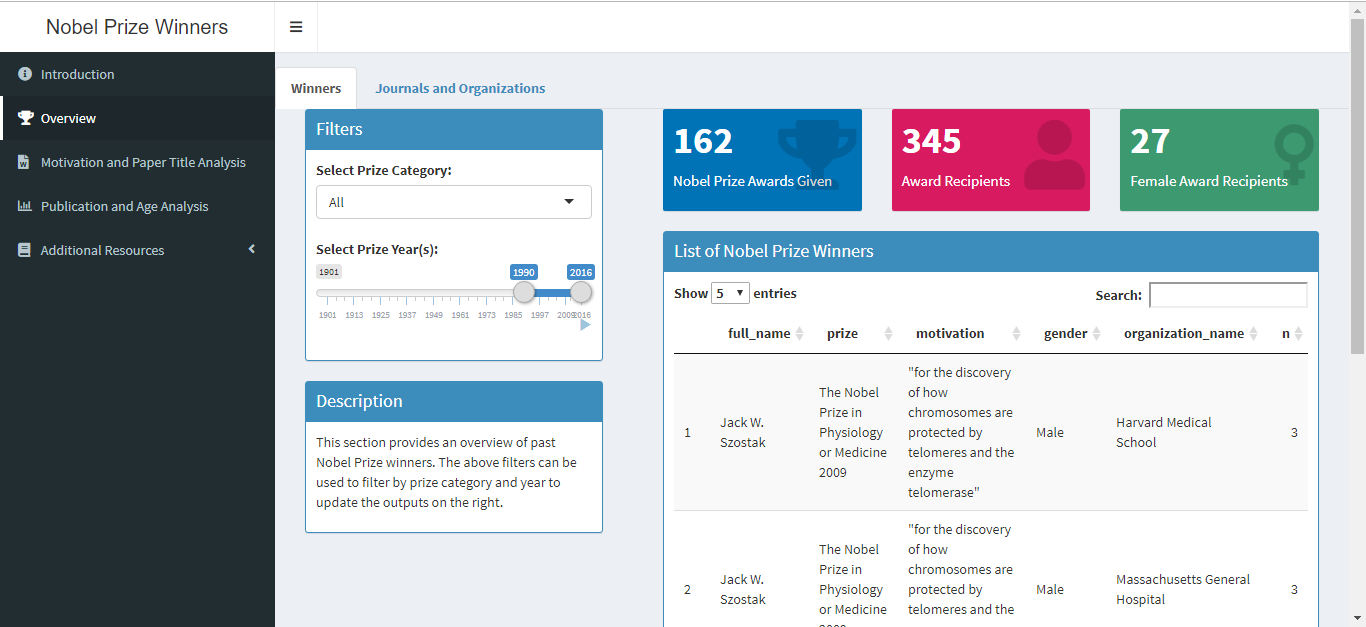 Nobel Prize Winners
Introduction
Overview
Motivation and Paper Title Analysis
Publication and Age Analysis
Additional Resources
Winners
Journals and Organizations
Filters
Select Prize Category:
All
Select Prize Year(s):
1901
1990
2016
1901 1913 1925 1937 1949 1961 1973 1985 1997 2009 2016
Description
This section provides an overview of past
Nobel Prize winners. The above filters can be
used to filter by prize category and year to
update the outputs on the right.
162
Nobel Prize Awards Given
345
Award Recipients
27
Female Award Recipients
List of Nobel Prize Winners
Show 5 entries
Search:
full_name prize motivation gender organization_name n
1
Jack W.
Szostak
The Nobel
Prize in
Physiology
or Medicine
2009
"for the discovery
of how
chromosomes are
protected by
telomeres and the
enzyme
telomerase"
Male
Harvard Medical
School
3
2
Jack W.
Szostak
The Nobel
Prize in
Physiology
or Medicine
2009
"for the discovery
of how
chromosomes are
protected by
telomeres and the
Male
Massachusetts General
Hospital
3